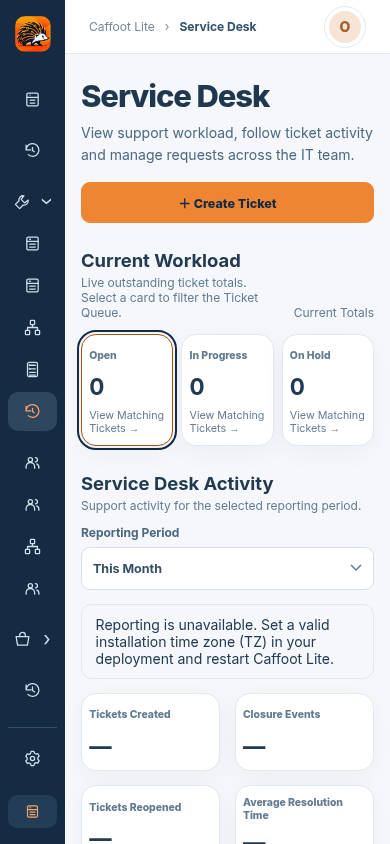 Caffoot Lite › Service Desk
O
Service Desk
View support workload, follow ticket activity
and manage requests across the IT team.
+ Create Ticket
Current Workload
Live outstanding ticket totals.
Select a card to filter the Ticket
Queue.
Current Totals
Open
0
View Matching
Tickets →
In Progress
0
View Matching
Tickets →
On Hold
0
View Matching
Tickets →
Service Desk Activity
Support activity for the selected reporting period.
Reporting Period
This Month
Reporting is unavailable. Set a valid
installation time zone (TZ) in your
deployment and restart Caffoot Lite.
Tickets Created
—
Closure Events
—
Tickets Reopened
—
Average Resolution
Time
—